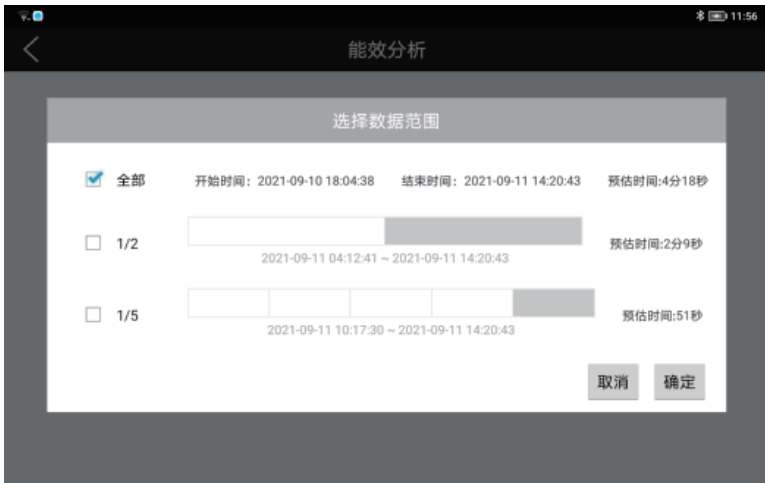 11:56
能效分析
选择数据范围
全部 开始时间：2021-09-10 18:04:38 结束时间：2021-09-11 14:20:43 预估时间:4分18秒
1/2 预估时间:2分9秒
2021-09-11 04:12:41 ~ 2021-09-11 14:20:43
1/5 预估时间:51秒
2021-09-11 10:17:30 ~ 2021-09-11 14:20:43
取消 确定